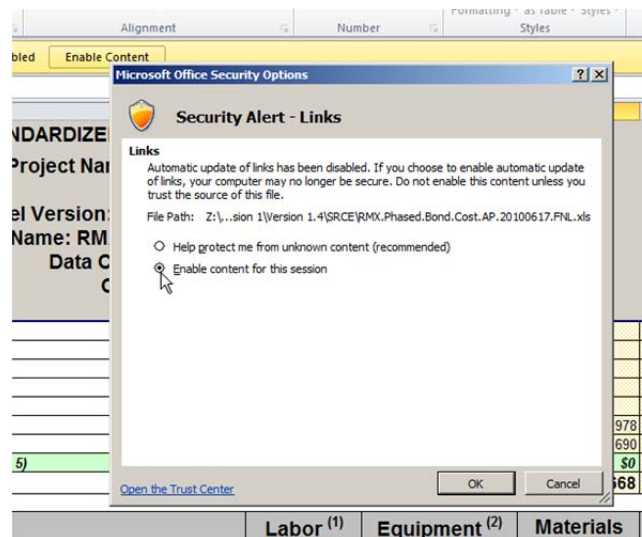 Formatting as Table Styles
Alignment Number Styles
bled Enable Content
Microsoft Office Security Options
NDARDIZE
Security Alert - Links
Project Nar
Links
Automatic update of links has been disabled. If you choose to enable automatic update
of links, your computer may no longer be secure. Do not enable this content unless you
trust the source of this file.
el Version:
File Path: Z:\...sion 1\Version 1.4\SRCE\RMX.Phased.Bond.Cost.AP.20100617.FNL.xls
Name: RM
Help protect me from unknown content (recommended)
Data C
Enable content for this session
C
978
690
5) $0
668
Open the Trust Center OK Cancel
Labor (1) Equipment (2) Materials